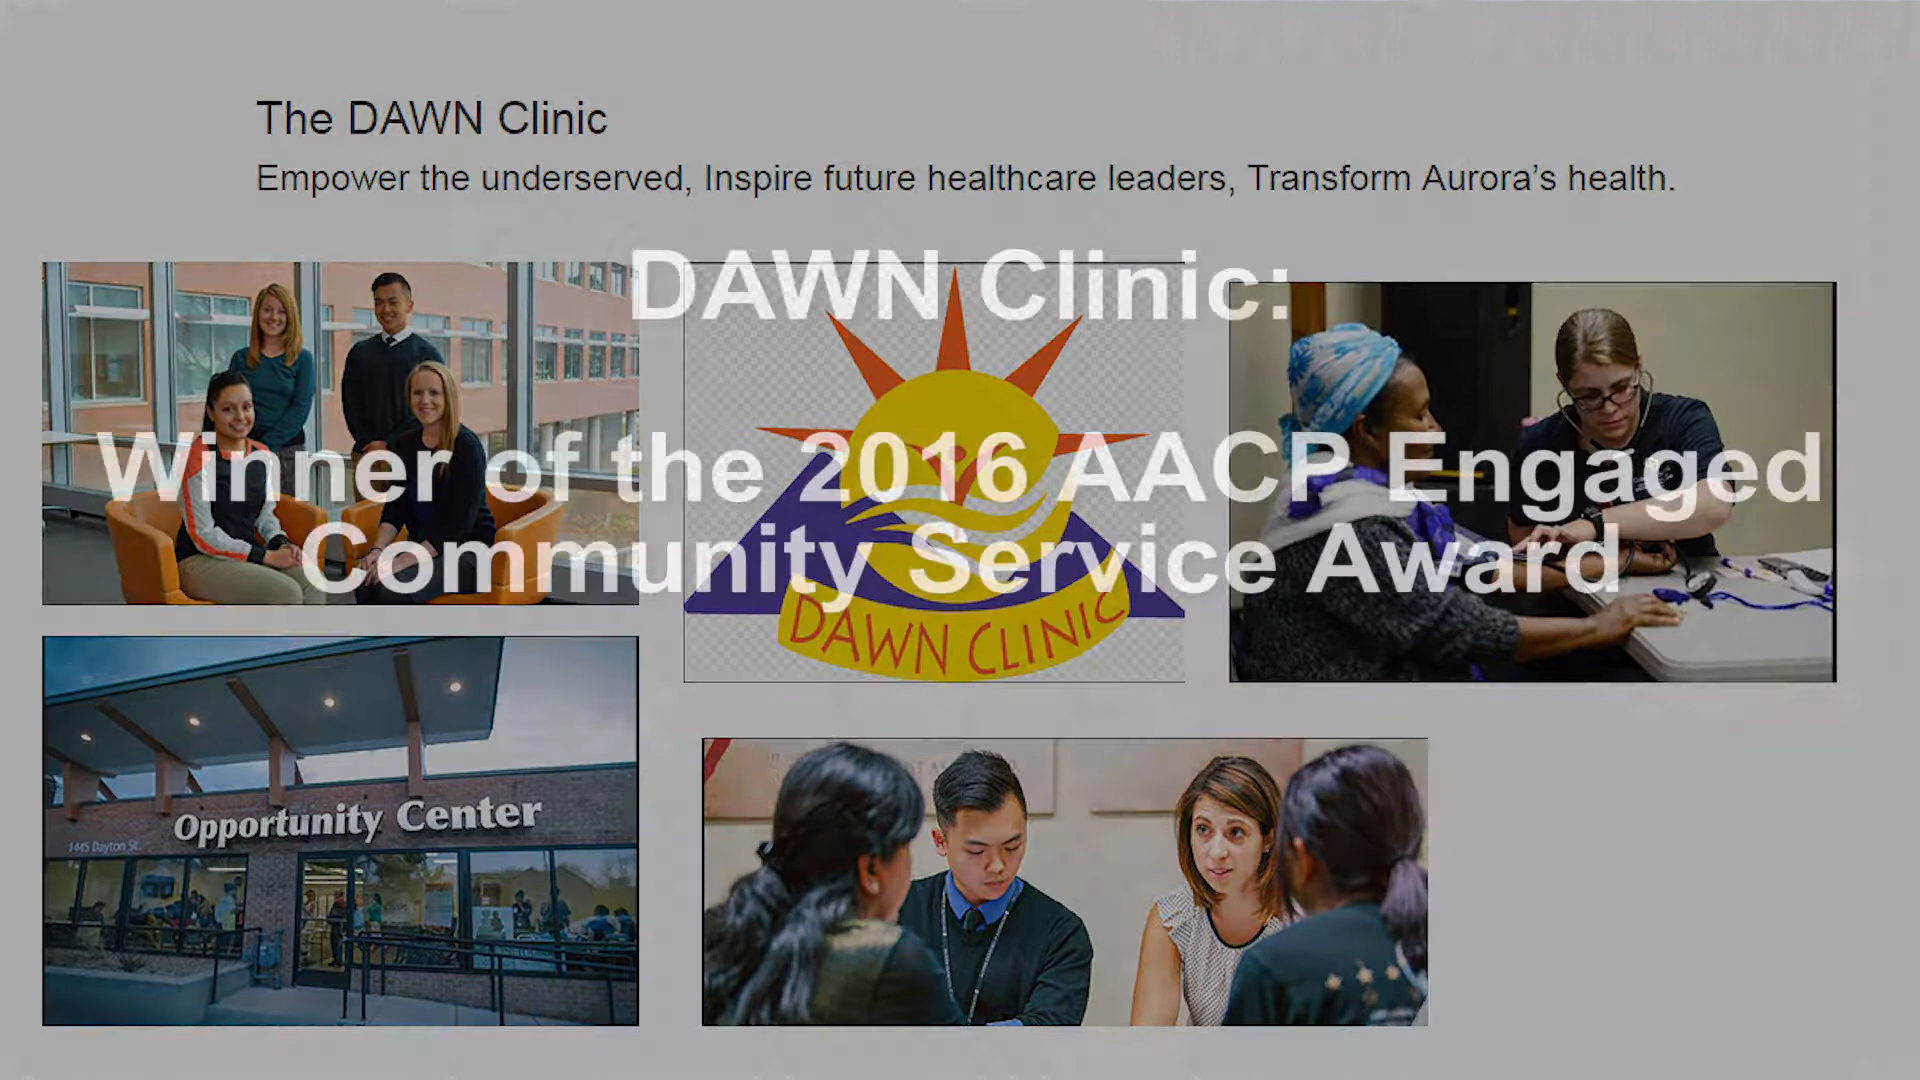 The DAWN Clinic
Empower the underserved, Inspire future healthcare leaders, Transform Aurora's health.
DAWN Clinic:
Winner of the 2016 AACP Engaged
Community Service Award
DAWN CLINIC
Opportunity Center
1445 Dayton St.